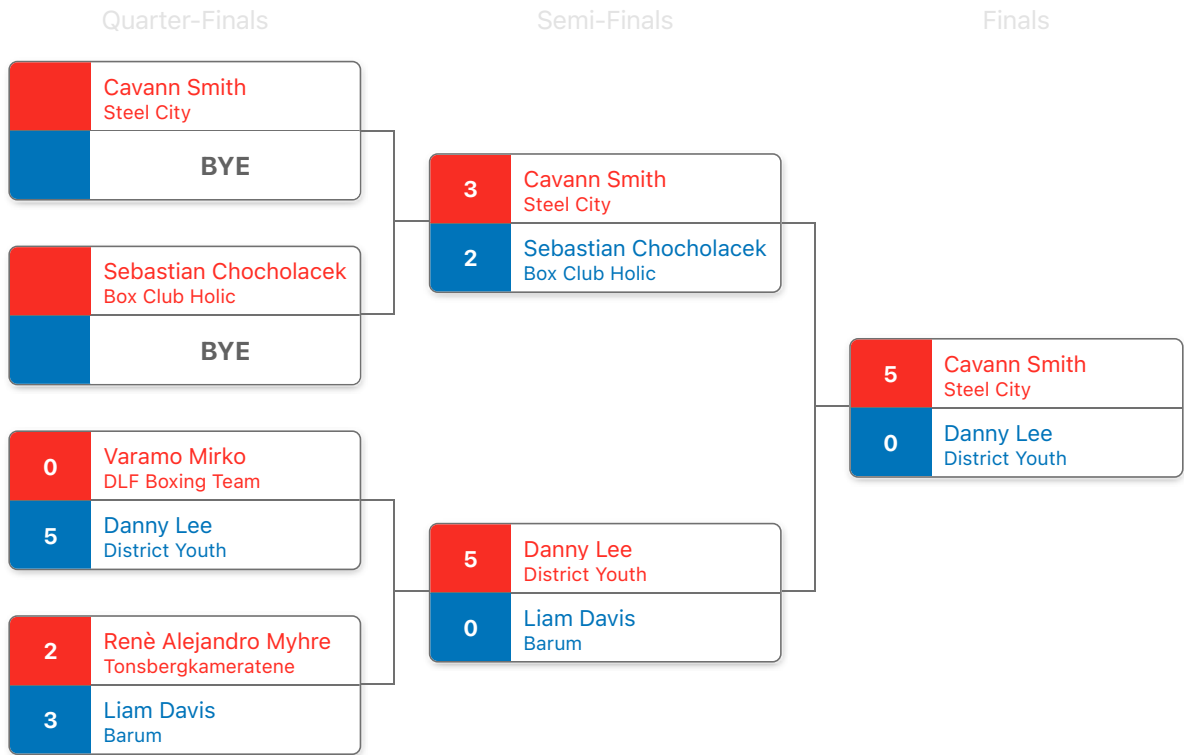 Quarter-Finals
Semi-Finals
Finals
Cavann Smith
Steel City
BYE
Sebastian Chocholacek
Box Club Holic
BYE
0
Varamo Mirko
DLF Boxing Team
5
Danny Lee
District Youth
2
Renè Alejandro Myhre
Tonsbergkameratene
3
Liam Davis
Barum
3
Cavann Smith
Steel City
2
Sebastian Chocholacek
Box Club Holic
5
Danny Lee
District Youth
0
Liam Davis
Barum
5
Cavann Smith
Steel City
0
Danny Lee
District Youth